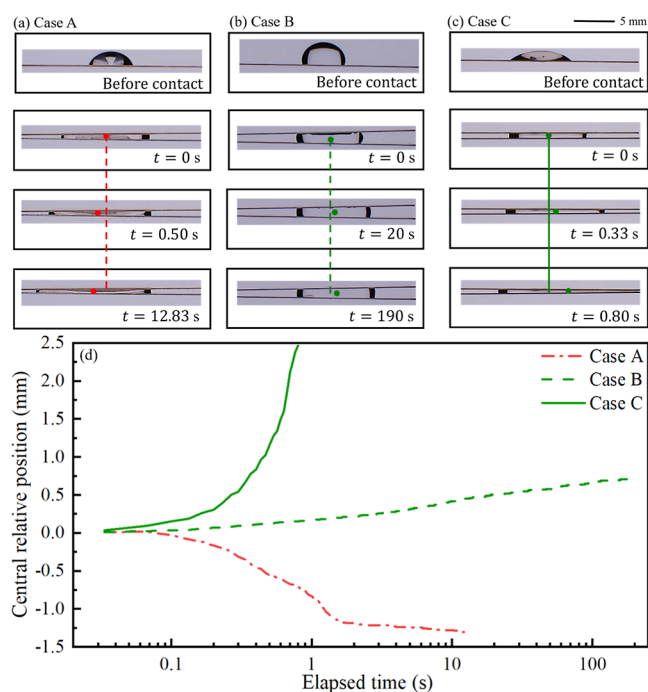 (a) Case A
(b) Case B
(c) Case C
5 mm
Before contact
Before contact
Before contact
t = 0 s
t = 0 s
t = 0 s
t = 0.50 s
t = 20 s
t = 0.33 s
t = 12.83 s
t = 190 s
t = 0.80 s
(d)
Case A
Case B
Case C
2.5
2.0
1.5
1.0
0.5
0.0
-0.5
-1.0
-1.5
Central relative position (mm)
0.1
1
10
100
Elapsed time (s)